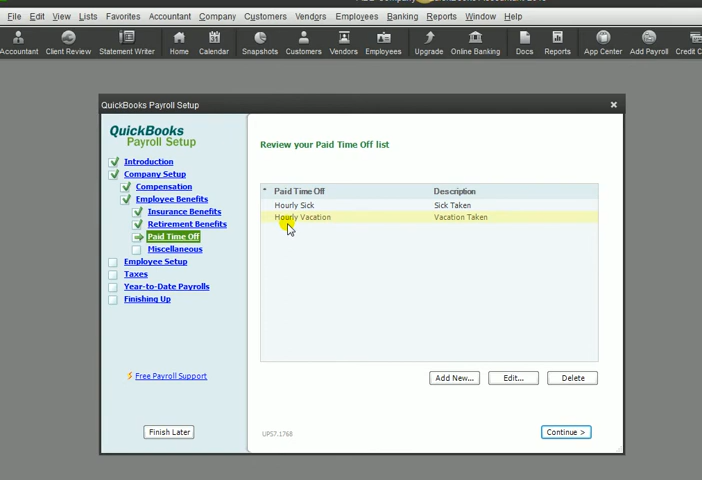 File Edit View Lists Favorites Accountant Company Customers Vendors Employees Banking Reports Window Help
Accountant Client Review Statement Writer Home Calendar Snapshots Customers Vendors Employees Upgrade Online Banking Docs Reports App Center Add Payroll Credit C
QuickBooks Payroll Setup
QuickBooks
Payroll Setup
Introduction
Company Setup
Compensation
Employee Benefits
Insurance Benefits
Retirement Benefits
Paid Time Off
Miscellaneous
Employee Setup
Taxes
Year-to-Date Payrolls
Finishing Up
Free Payroll Support
Finish Later
Review your Paid Time Off list
* Paid Time Off Description
Hourly Sick Sick Taken
Hourly Vacation Vacation Taken
Add New... Edit... Delete
UPS7.1768
Continue >